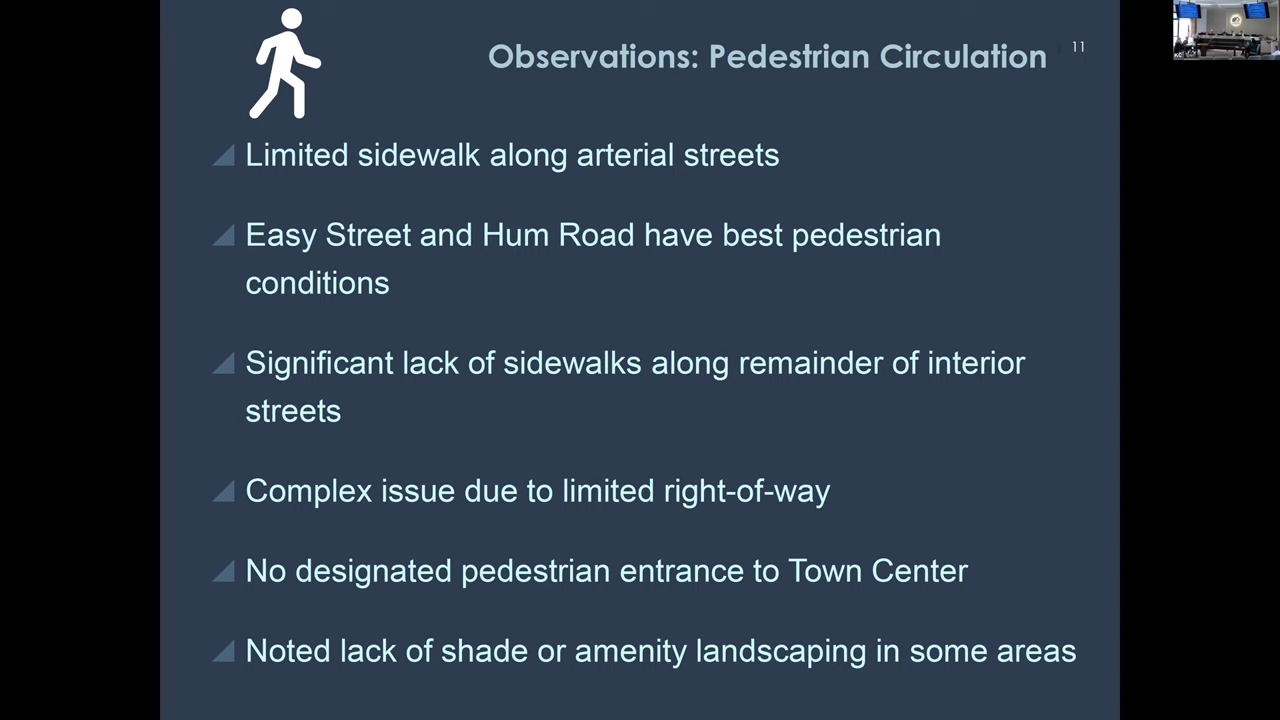 Observations: Pedestrian Circulation
11
Limited sidewalk along arterial streets
Easy Street and Hum Road have best pedestrian
conditions
Significant lack of sidewalks along remainder of interior
streets
Complex issue due to limited right-of-way
No designated pedestrian entrance to Town Center
Noted lack of shade or amenity landscaping in some areas